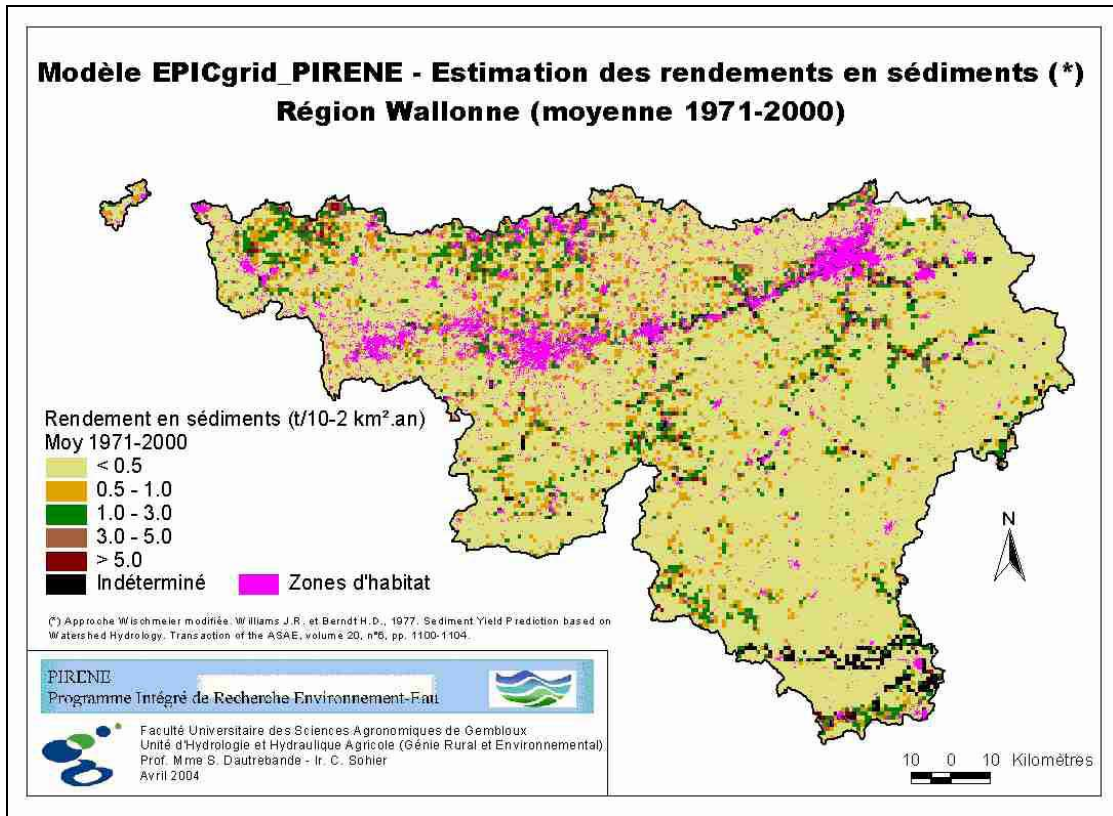 Modèle EPICgrid_PIRENE - Estimation des rendements en sédiments (*)
Région Wallonne (moyenne 1971-2000)
Rendement en sédiments (t/10-2 km².an)
Moy 1971-2000
< 0.5
0.5 - 1.0
1.0 - 3.0
3.0 - 5.0
> 5.0
Indéterminé
Zones d'habitat
N
(*) Approche Wischmeier modifiée. Williams J.R. et Berndt H.D., 1977. Sediment Yield Prediction based on
Watershed Hydrology. Transaction of the ASAE, volume 20, n°6, pp. 1100-1104.
PIRENE
Programme Intégré de Recherche Environnement-Eau
Faculté Universitaire des Sciences Agronomiques de Gembloux
Unité d'Hydrologie et Hydraulique Agricole (Génie Rural et Environnemental)
Prof. Mme S. Dautrebande - Ir. C. Sohier
Avril 2004
10 0 10 Kilomètres